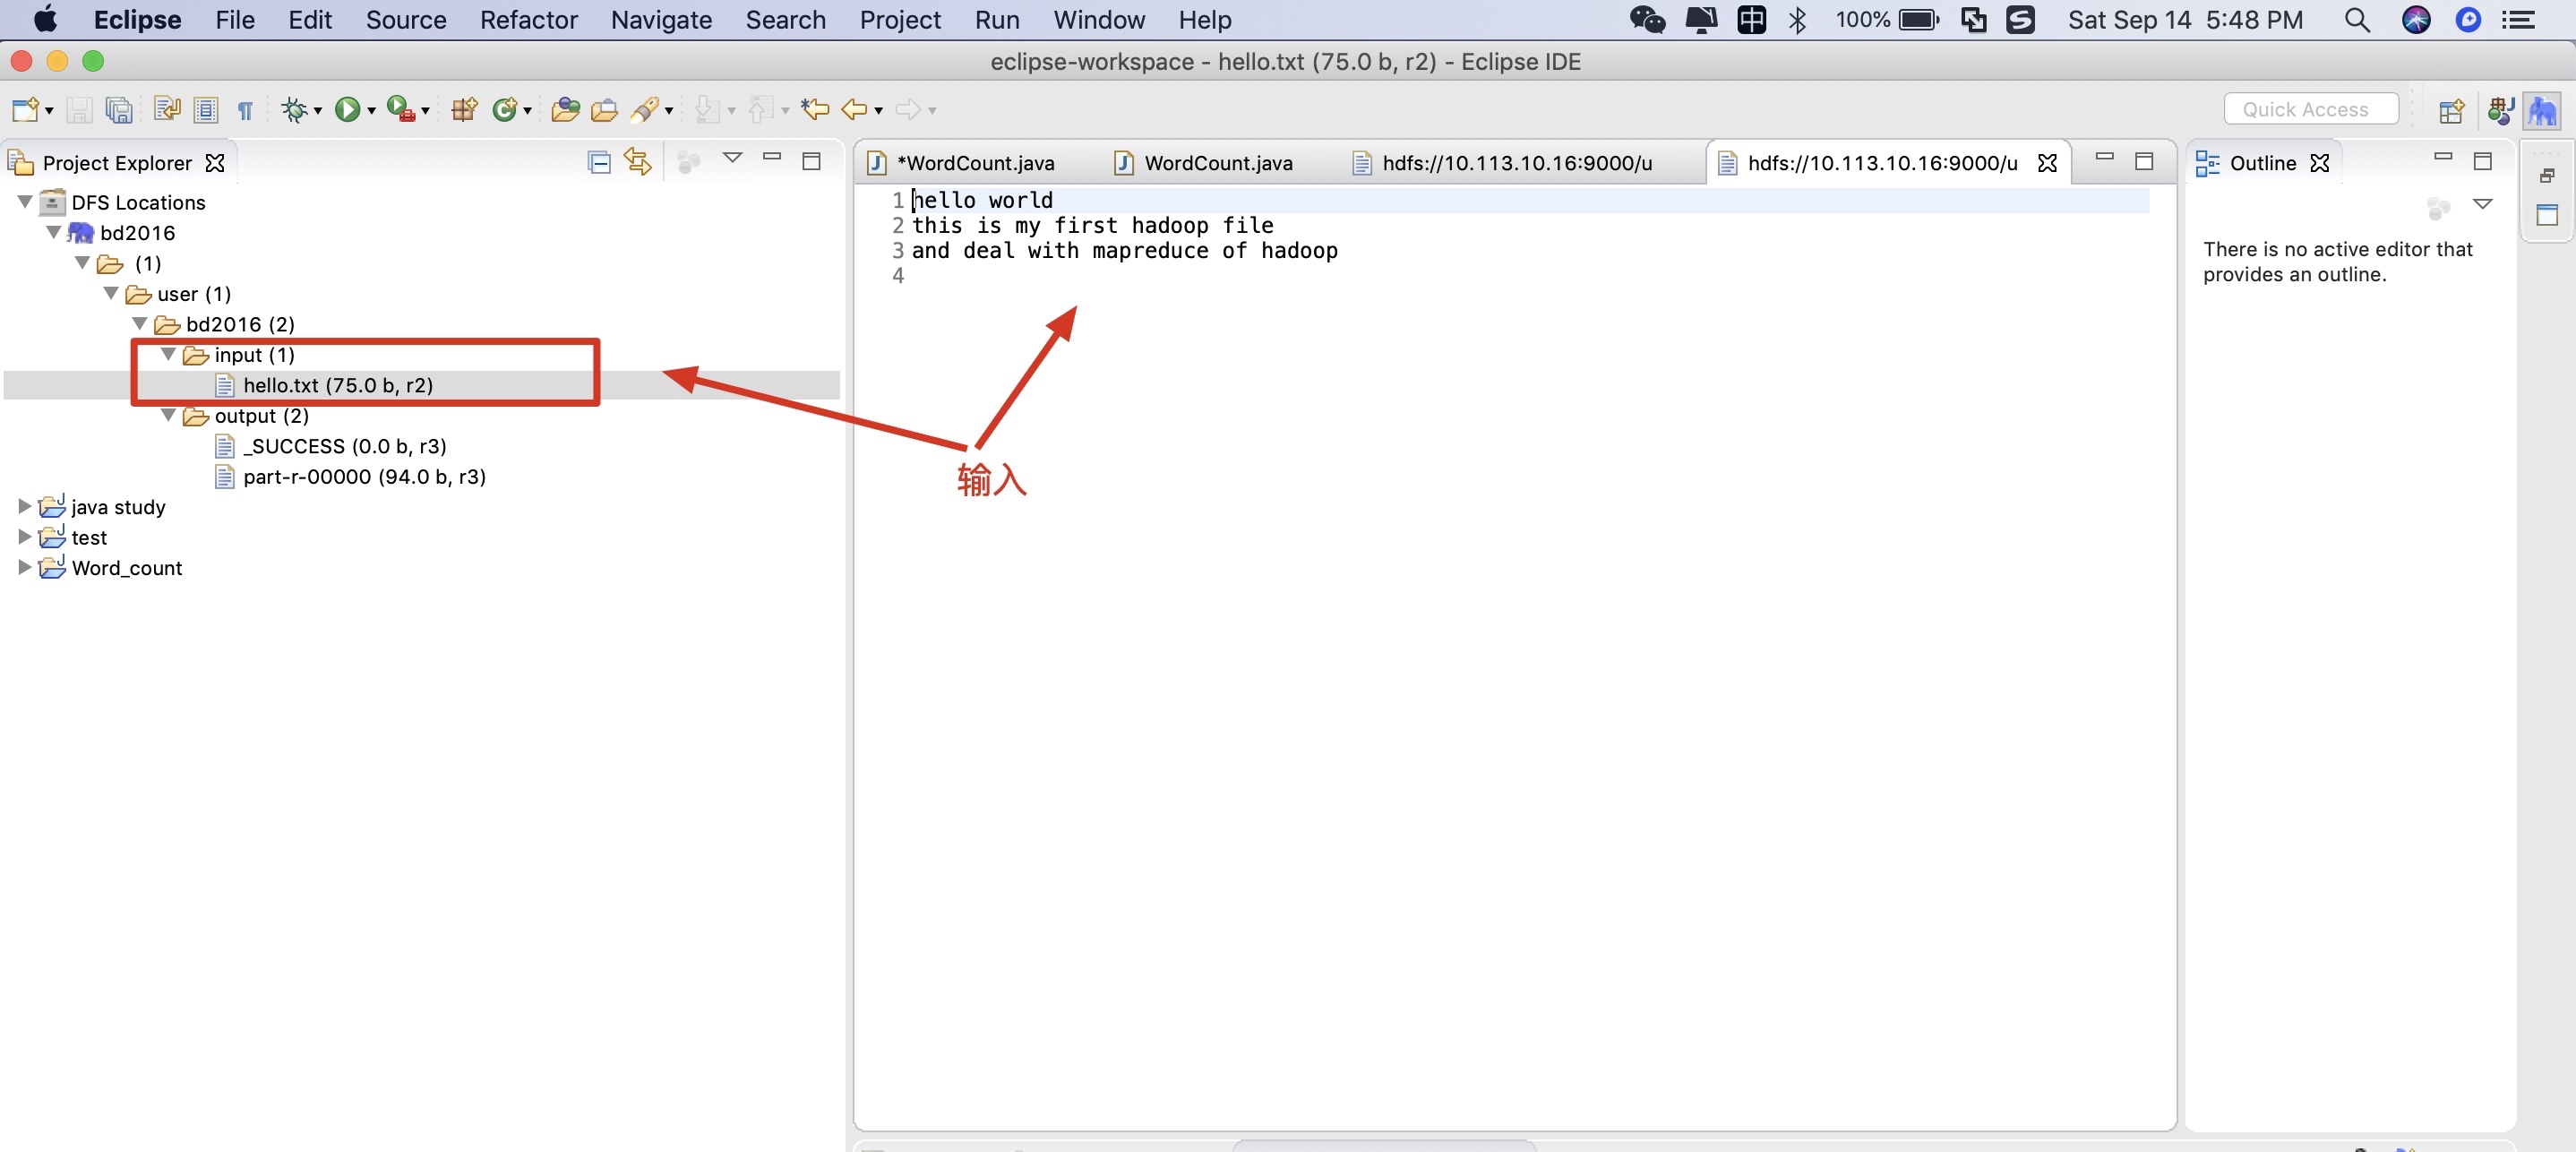 Eclipse File Edit Source Refactor Navigate Search Project Run Window Help 中 100% S Sat Sep 14 5:48 PM
eclipse-workspace - hello.txt (75.0 b, r2) - Eclipse IDE
Quick Access
Project Explorer
DFS Locations
bd2016
(1)
user (1)
bd2016 (2)
input (1)
hello.txt (75.0 b, r2)
output (2)
_SUCCESS (0.0 b, r3)
part-r-00000 (94.0 b, r3)
java study
test
Word_count
*WordCount.java WordCount.java hdfs://10.113.10.16:9000/u hdfs://10.113.10.16:9000/u
1 hello world
2 this is my first hadoop file
3 and deal with mapreduce of hadoop
4
输入
Outline
There is no active editor that
provides an outline.